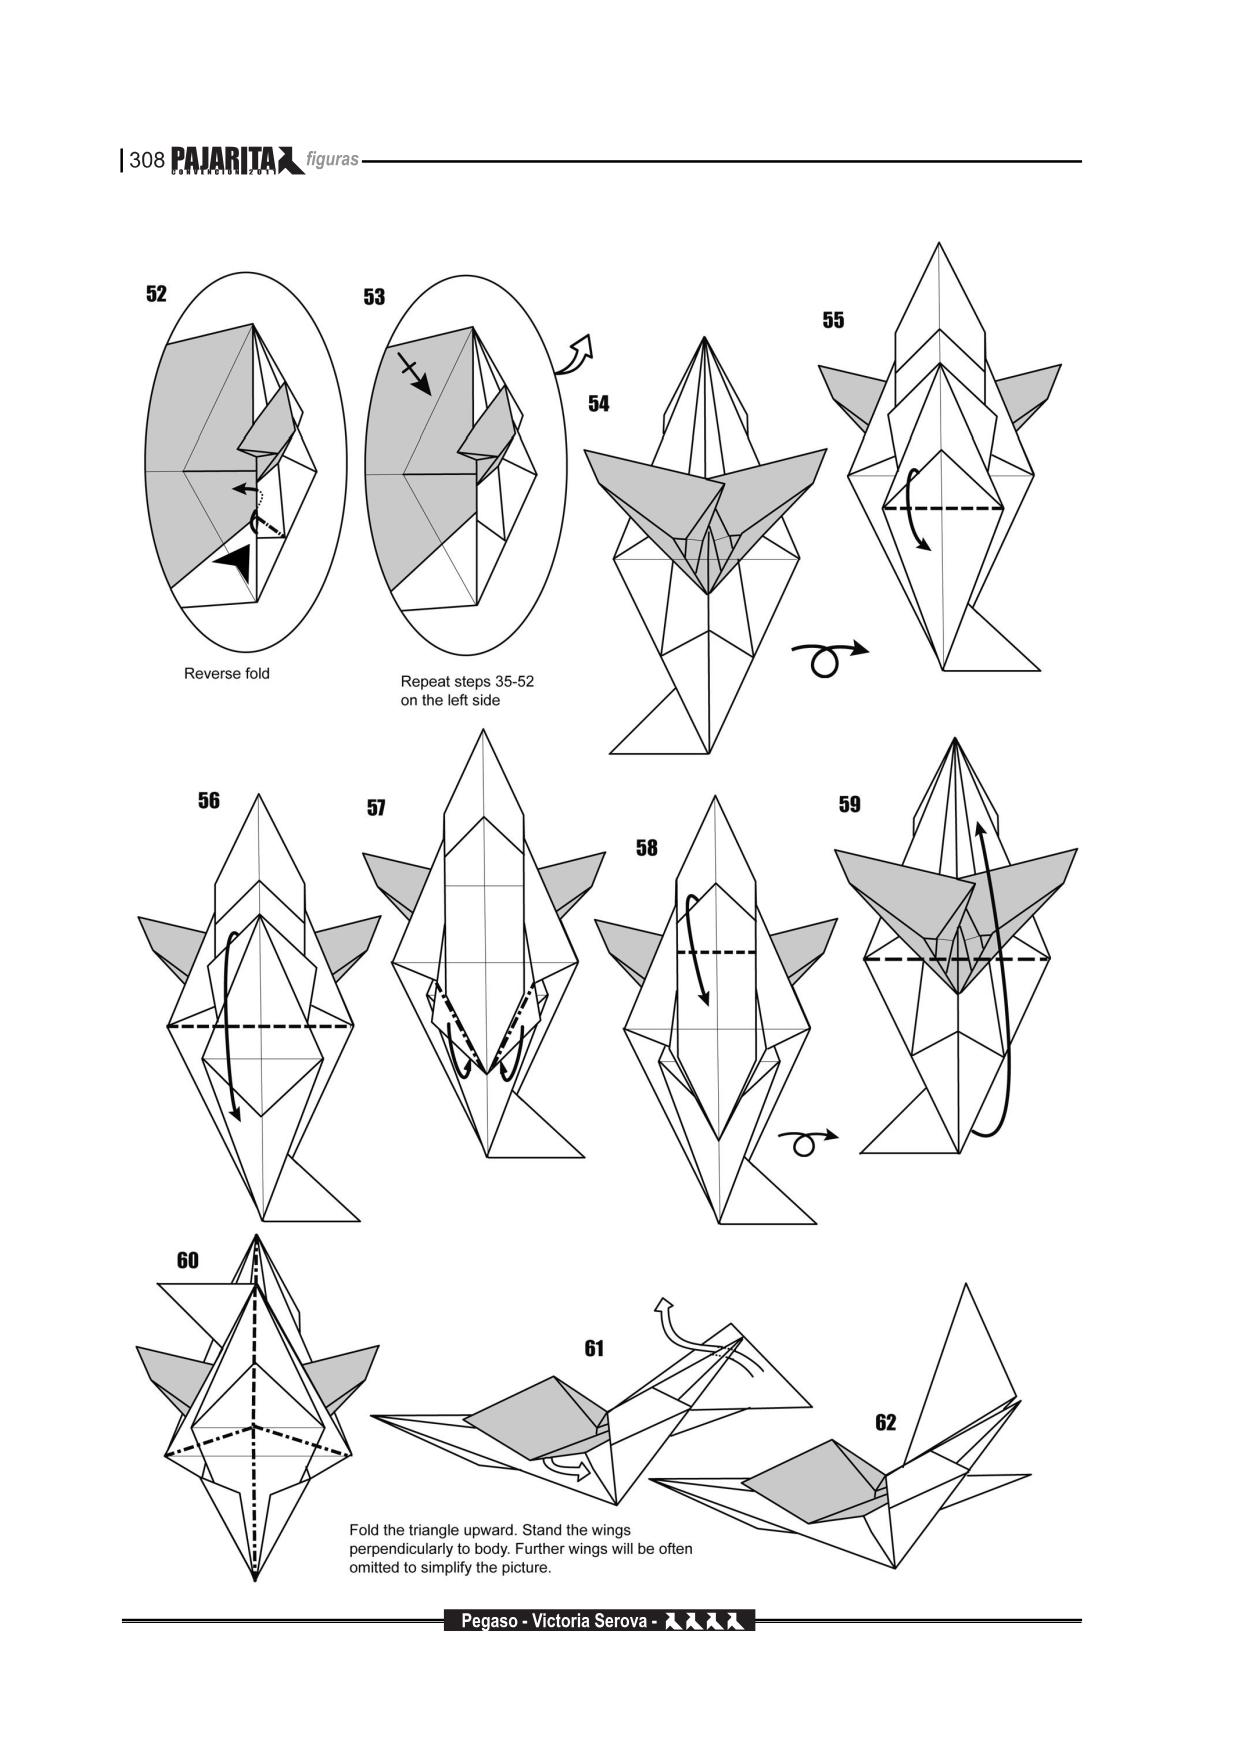 308 PAJARITA figuras
CONVENCION 2011
52
53
54
55
Reverse fold
Repeat steps 35-52
on the left side
56
57
58
59
60
61
62
Fold the triangle upward. Stand the wings
perpendicularly to body. Further wings will be often
omitted to simplify the picture.
Pegaso - Victoria Serova -